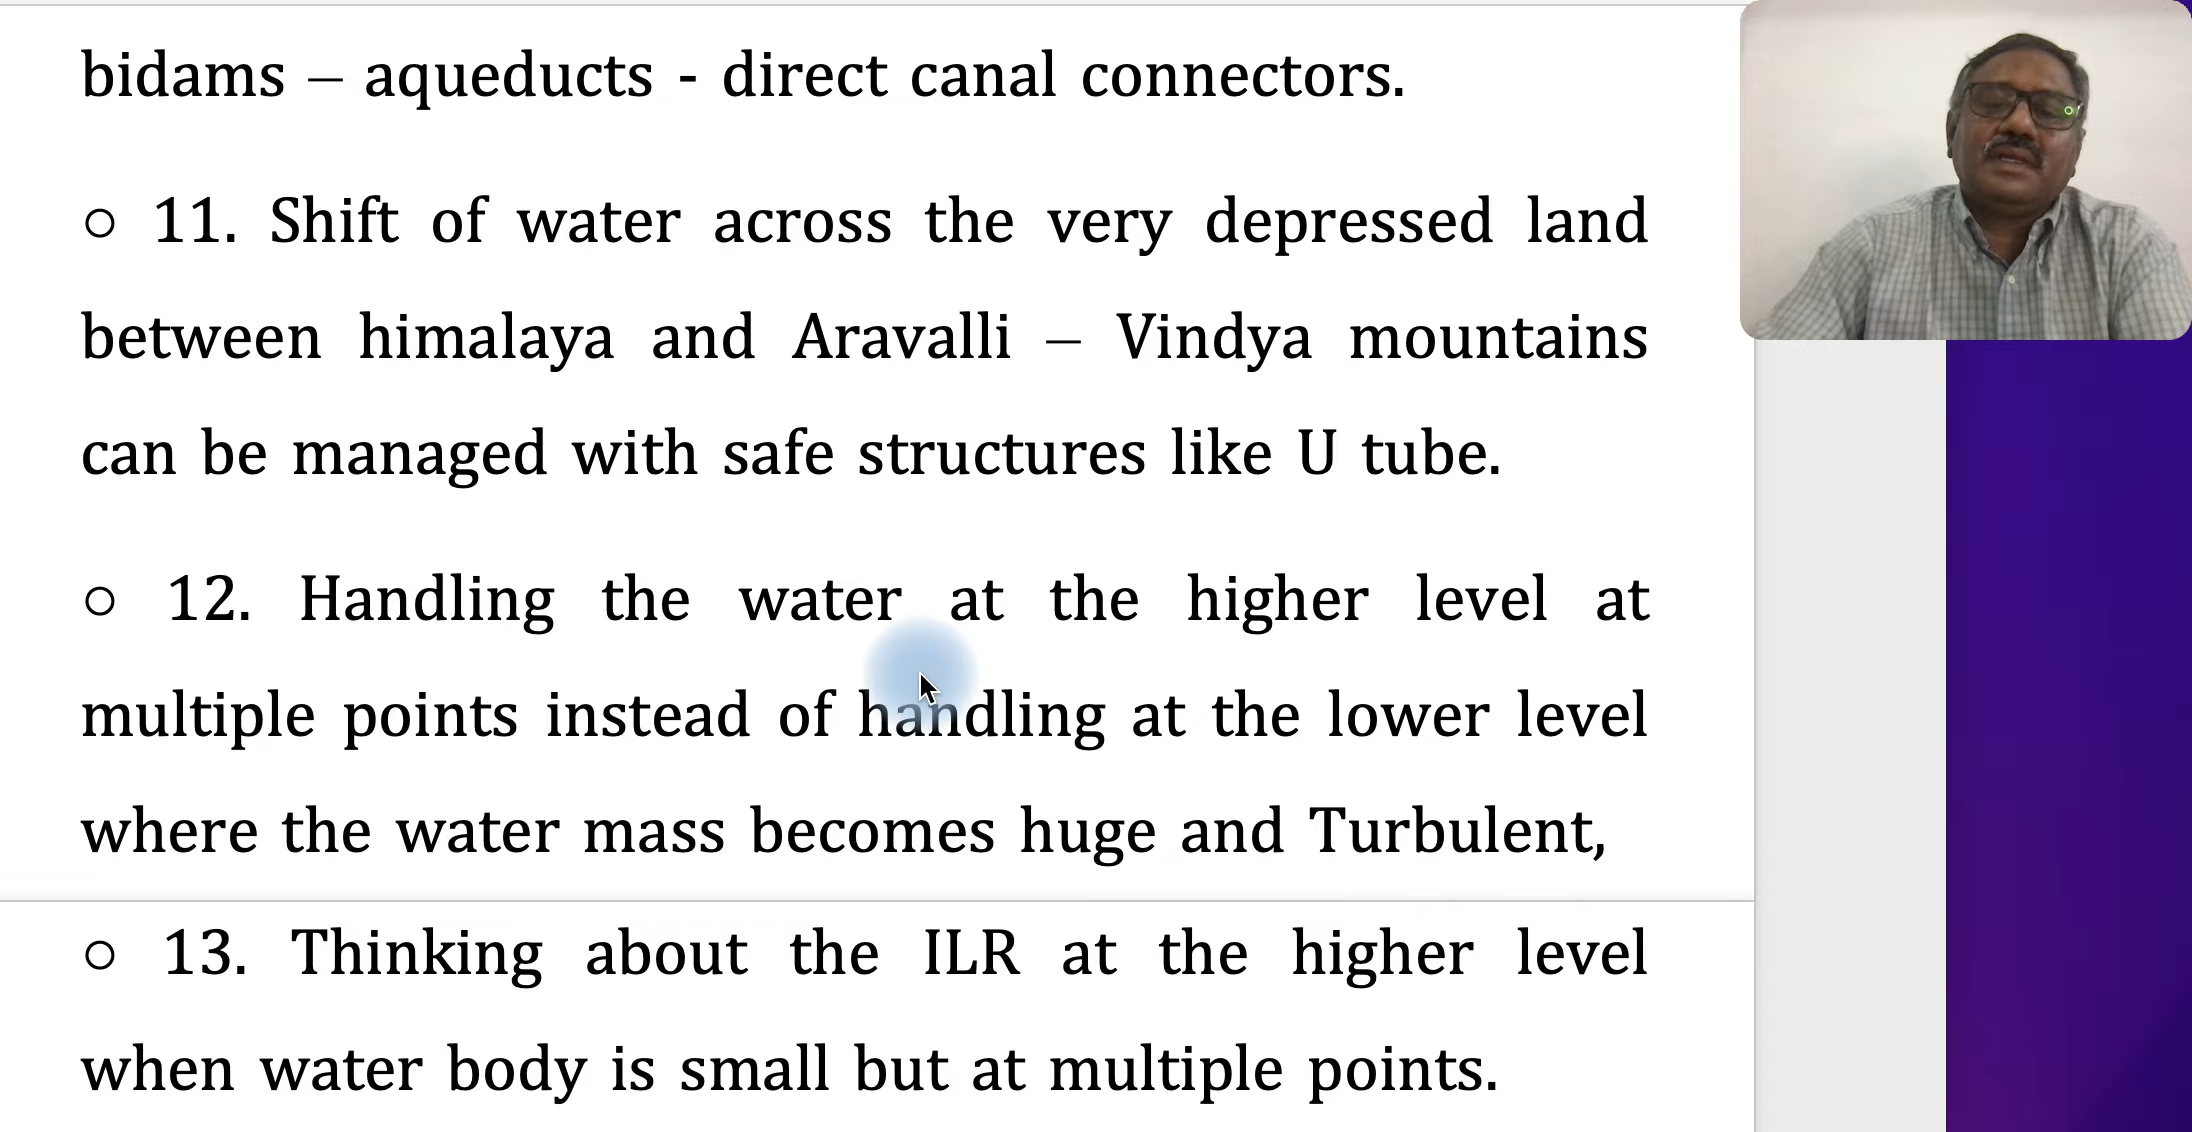 bidams – aqueducts - direct canal connectors.
○ 11. Shift of water across the very depressed land
between himalaya and Aravalli – Vindya mountains
can be managed with safe structures like U tube.
○ 12. Handling the water at the higher level at
multiple points instead of handling at the lower level
where the water mass becomes huge and Turbulent,
○ 13. Thinking about the ILR at the higher level
when water body is small but at multiple points.